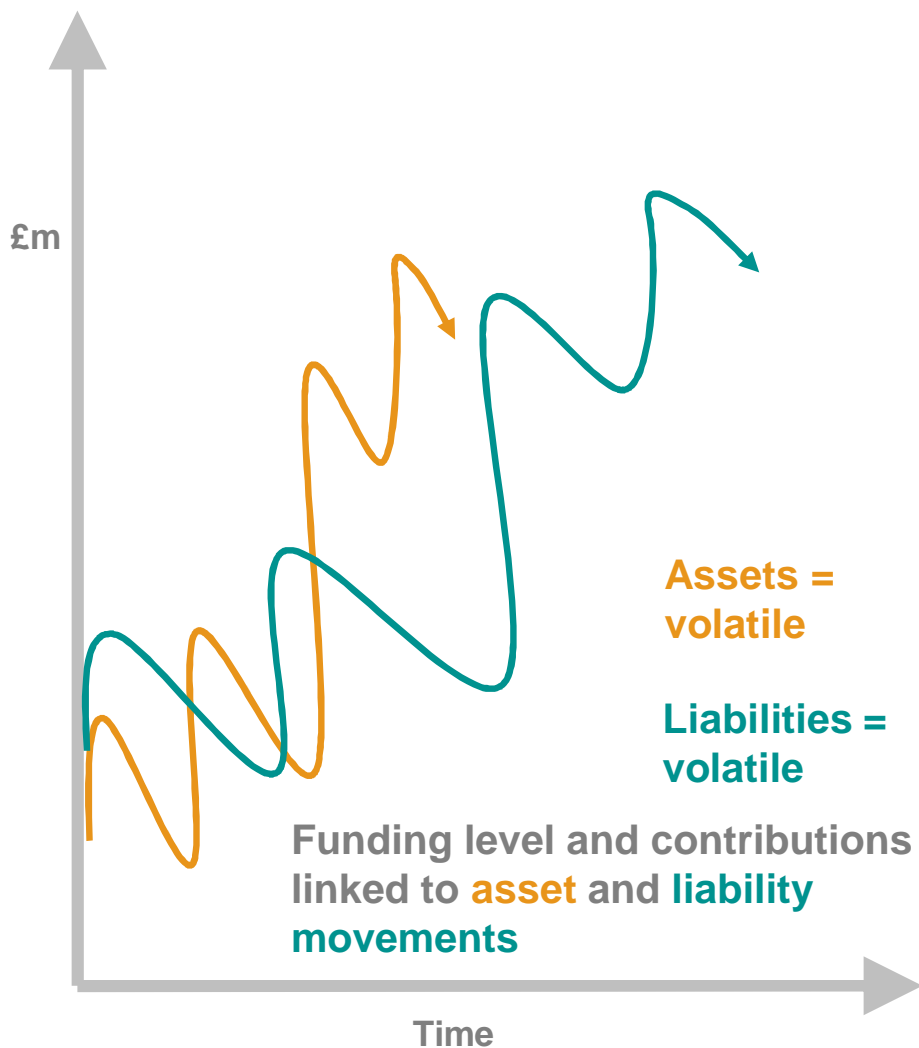 £m
Assets =
volatile
Liabilities =
volatile
Funding level and contributions
linked to asset and liability
movements
Time